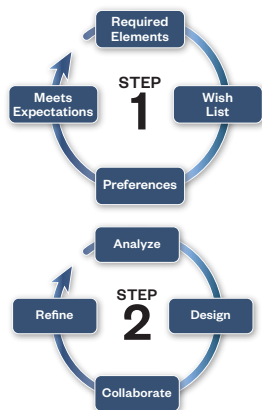 Required
Elements
STEP
1
Meets
Expectations
Wish
List
Preferences
Analyze
STEP
2
Refine
Design
Collaborate